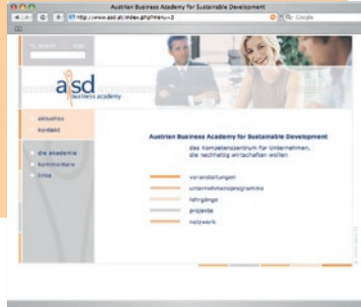 Austrian Business Academy for Sustainable Development
http://www.asd.at/index.php?menu=2
Google
search
asd
business academy
aktuelles
kontakt
die akademie
kommentare
links
Austrian Business Academy for Sustainable Development
das Kompetenzzentrum für Unternehmen,
die nachhaltig wirtschaften wollen
veranstaltungen
unternehmensprogramme
lehrgänge
projekte
netzwerk